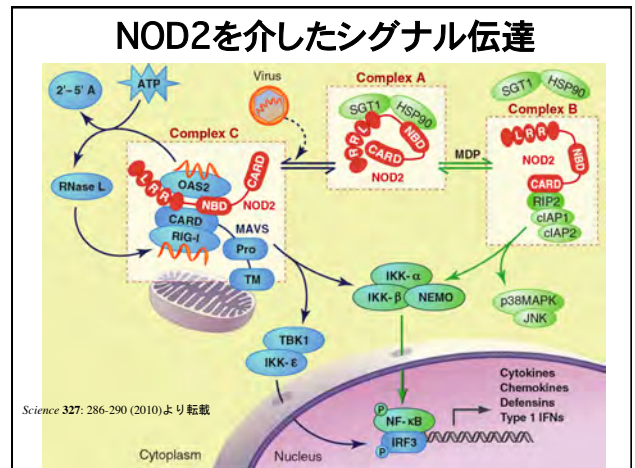 NOD2を介したシグナル伝達
Virus
Complex A
SGT1
HSP90
L
R
R
NBD
CARD
NOD2
SGT1
HSP90
Complex B
L R R
NOD2
NBD
CARD
RIP2
cIAP1
cIAP2
MDP
2'– 5' A
ATP
Complex C
RNase L
OAS2
L
R
R
NBD
CARD
NOD2
CARD
MAVS
RIG-I
Pro
TM
IKK-α
IKK-β
NEMO
p38MAPK
JNK
TBK1
IKK-ε
Cytokines
Chemokines
Defensins
Type 1 IFNs
P
NF-κB
IRF3
P
Science 327: 286-290 (2010)より転載
Cytoplasm
Nucleus